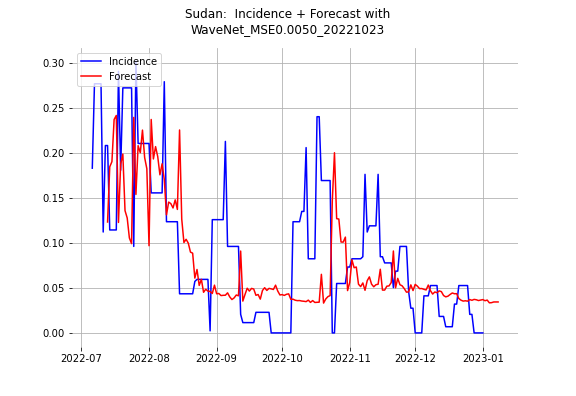 Sudan:  Incidence + Forecast with
WaveNet_MSE0.0050_20221023
Incidence
Forecast
0.30
0.25
0.20
0.15
0.10
0.05
0.00
2022-07 2022-08 2022-09 2022-10 2022-11 2022-12 2023-01